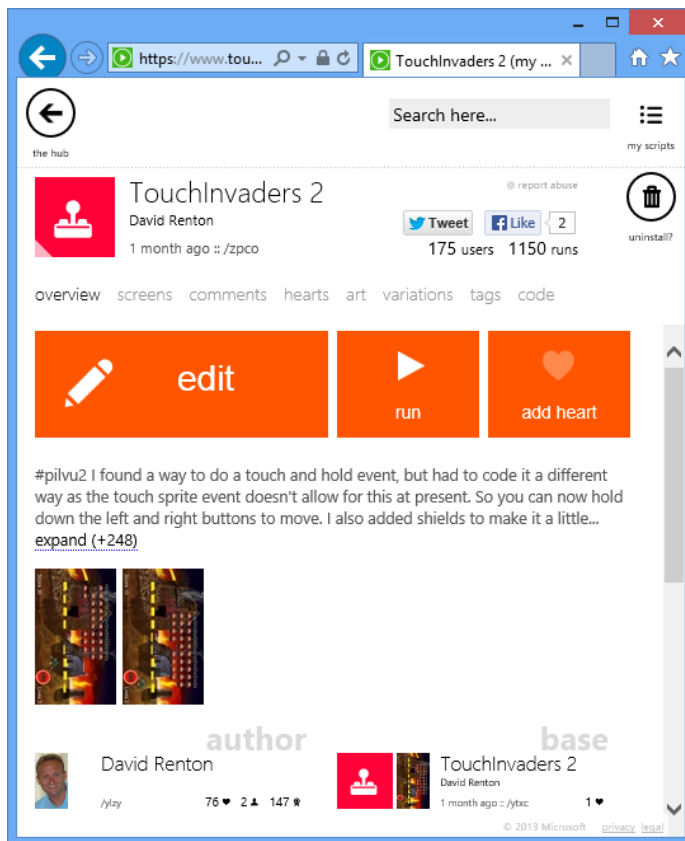 https://www.tou...
TouchInvaders 2 (my ...
Search here...
the hub
my scripts
TouchInvaders 2
report abuse
David Renton
Tweet
Like
2
1 month ago :: /zpco
175 users 1150 runs
uninstall?
overview screens comments hearts art variations tags code
edit
run
add heart
#pilvu2 I found a way to do a touch and hold event, but had to code it a different
way as the touch sprite event doesn't allow for this at present. So you can now hold
down the left and right buttons to move. I also added shields to make it a little...
expand (+248)
author
David Renton
/ylzy
76 2 147
base
TouchInvaders 2
David Renton
1 month ago :: /ytxc
1
© 2013 Microsoft privacy legal